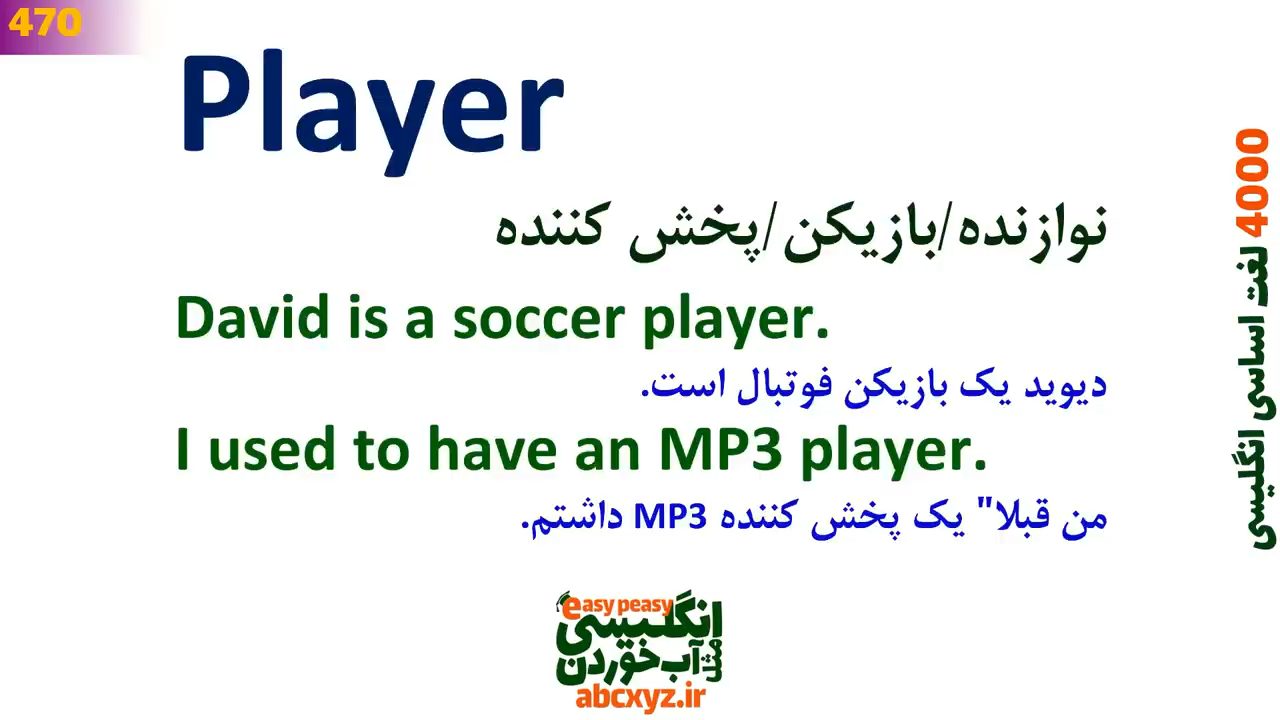 470
Player
نوازنده/بازیکن/پخش کننده
David is a soccer player.
دیوید یک بازیکن فوتبال است.
I used to have an MP3 player.
من قبلا" یک پخش کننده MP3 داشتم.
4000 لغت اساسی انگلیسی
easy peasy
انگلیسی
مثل آب خوردن
abcxyz.ir